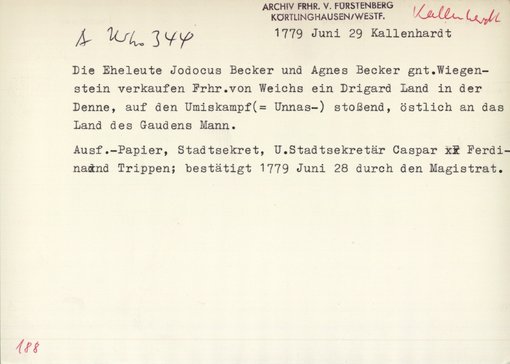 ARCHIV FRHR. V. FÜRSTENBERG
KÖRTLINGHAUSEN/WESTF.
Kallenhardt
A Urk. 344
1779 Juni 29 Kallenhardt
Die Eheleute Jodocus Becker und Agnes Becker gnt.Wiegen-
stein verkaufen Frhr.von Weichs ein Drigard Land in der
Denne, auf den Umiskampf(= Unnas-) stoßend, östlich an das
Land des Gaudens Mann.
Ausf.-Papier, Stadtsekret, U.Stadtsekretär Caspar Ferdi-
nand Trippen; bestätigt 1779 Juni 28 durch den Magistrat.
188